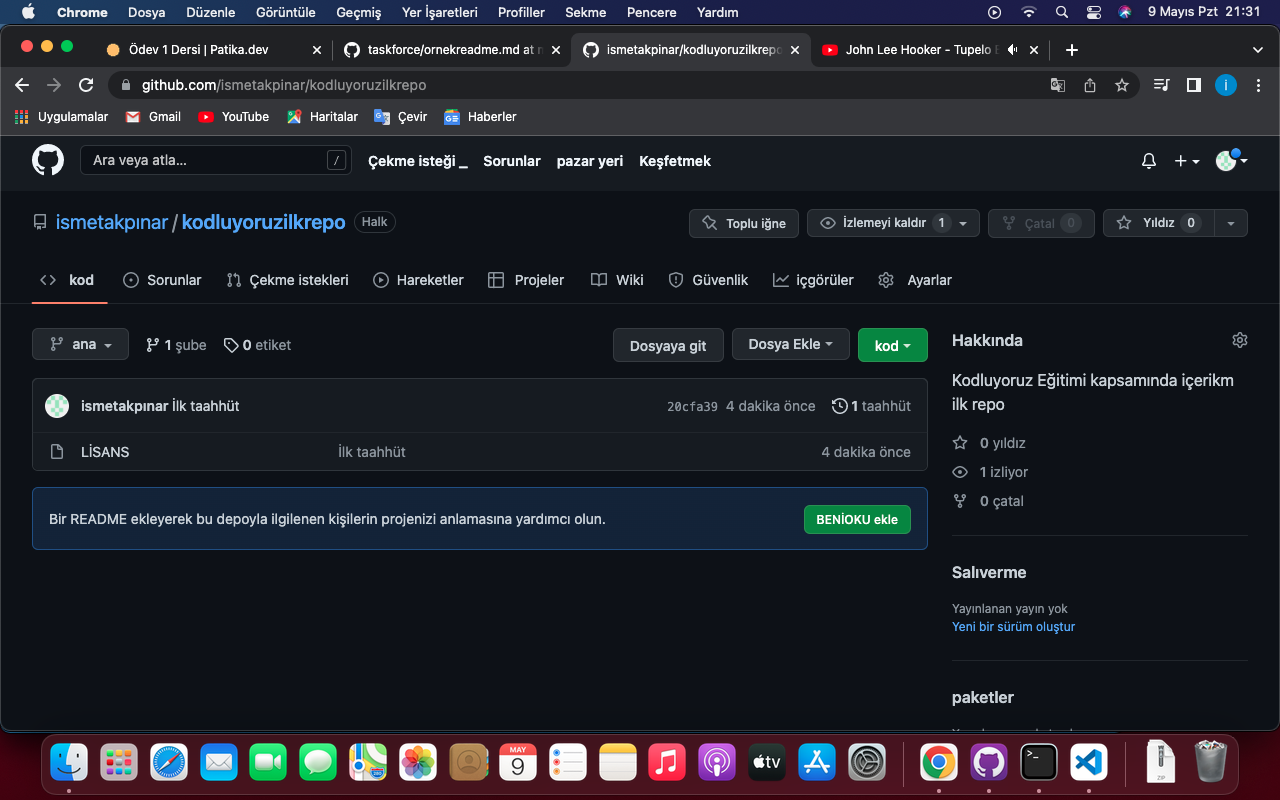 Chrome Dosya Düzenle Görüntüle Geçmiş Yer İşaretleri Profiller Sekme Pencere Yardım 9 Mayıs Pzt 21:31
Ödev 1 Dersi | Patika.dev taskforce/ornekreadme.md at ismetakpinar/kodluyoruzilkrepo John Lee Hooker - Tupelo
github.com/ismetakpinar/kodluyoruzilkrepo i
Uygulamalar Gmail YouTube Haritalar Çevir Haberler
Ara veya atla... / Çekme isteği _ Sorunlar pazar yeri Keşfetmek
ismetakpınar / kodluyoruzilkrepo Halk Toplu iğne İzlemeyi kaldır 1 Çatal 0 Yıldız 0
kod Sorunlar Çekme istekleri Hareketler Projeler Wiki Güvenlik içgörüler Ayarlar
ana 1 şube 0 etiket Dosyaya git Dosya Ekle kod
ismetakpınar İlk taahhüt 20cfa39 4 dakika önce 1 taahhüt
LİSANS İlk taahhüt 4 dakika önce
Bir README ekleyerek bu depoyla ilgilenen kişilerin projenizi anlamasına yardımcı olun. BENİOKU ekle
Hakkında
Kodluyoruz Eğitimi kapsamında içerikm
ilk repo
0 yıldız
1 izliyor
0 çatal
Salıverme
Yayınlanan yayın yok
Yeni bir sürüm oluştur
paketler
MAY
9
tv
ZIP